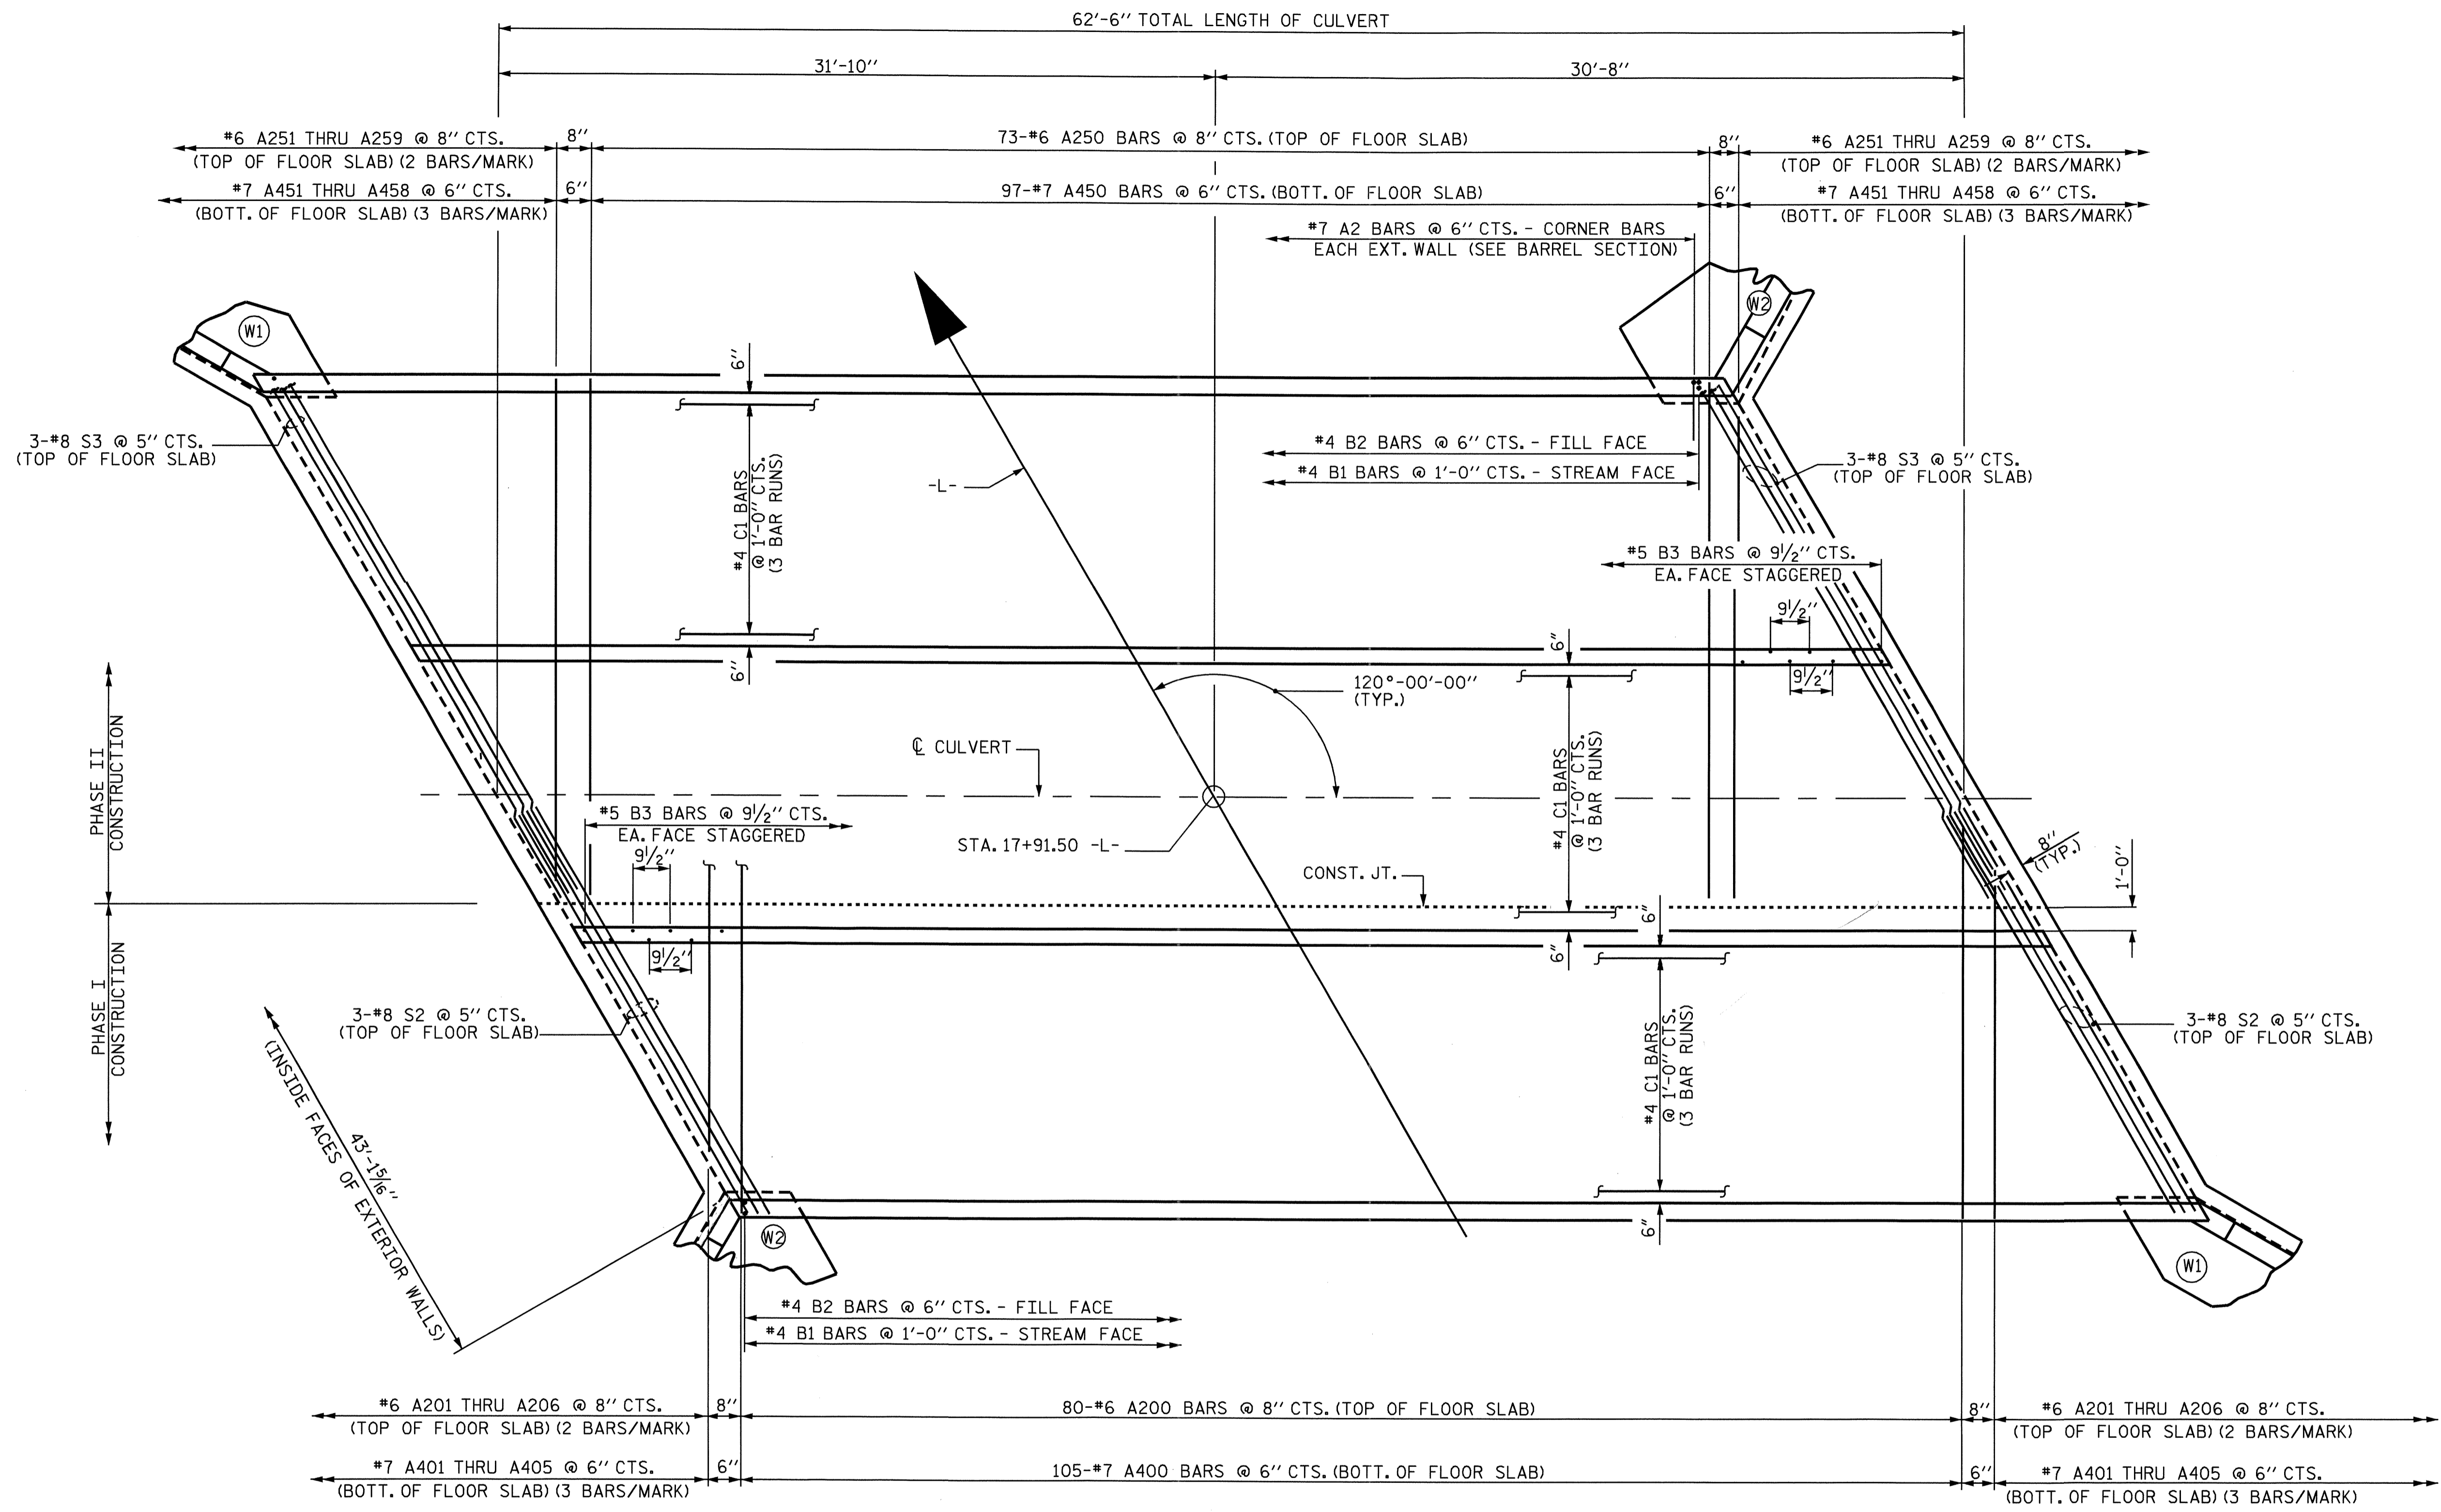 62'-6" TOTAL LENGTH OF CULVERT
31'-10"
30'-8"
#6 A251 THRU A259 @ 8" CTS.
(TOP OF FLOOR SLAB) (2 BARS/MARK)
8"
73-#6 A250 BARS @ 8" CTS. (TOP OF FLOOR SLAB)
8"
#6 A251 THRU A259 @ 8" CTS.
(TOP OF FLOOR SLAB) (2 BARS/MARK)
#7 A451 THRU A458 @ 6" CTS.
(BOTT. OF FLOOR SLAB) (3 BARS/MARK)
6"
97-#7 A450 BARS @ 6" CTS. (BOTT. OF FLOOR SLAB)
6"
#7 A451 THRU A458 @ 6" CTS.
(BOTT. OF FLOOR SLAB) (3 BARS/MARK)
#7 A2 BARS @ 6" CTS. - CORNER BARS
EACH EXT. WALL (SEE BARREL SECTION)
W1
W2
6"
3-#8 S3 @ 5" CTS.
(TOP OF FLOOR SLAB)
#4 B2 BARS @ 6" CTS. - FILL FACE
#4 B1 BARS @ 1'-0" CTS. - STREAM FACE
3-#8 S3 @ 5" CTS.
(TOP OF FLOOR SLAB)
-L-
#4 C1 BARS
@ 1'-0" CTS.
(3 BAR RUNS)
#5 B3 BARS @ 9½" CTS.
EA. FACE STAGGERED
9½"
6"
6"
9½"
120°-00'-00"
(TYP.)
PHASE II
CONSTRUCTION
℄ CULVERT
#4 C1 BARS
@ 1'-0" CTS.
(3 BAR RUNS)
#5 B3 BARS @ 9½" CTS.
EA. FACE STAGGERED
9½"
STA. 17+91.50 -L-
CONST. JT.
8"
(TYP.)
1'-0"
6"
6"
9½"
PHASE I
CONSTRUCTION
3-#8 S2 @ 5" CTS.
(TOP OF FLOOR SLAB)
#4 C1 BARS
@ 1'-0" CTS.
(3 BAR RUNS)
3-#8 S2 @ 5" CTS.
(TOP OF FLOOR SLAB)
43'-1⁵⁄₁₆"
(INSIDE FACES OF EXTERIOR WALLS)
6"
W2
W1
#4 B2 BARS @ 6" CTS. - FILL FACE
#4 B1 BARS @ 1'-0" CTS. - STREAM FACE
#6 A201 THRU A206 @ 8" CTS.
(TOP OF FLOOR SLAB) (2 BARS/MARK)
8"
80-#6 A200 BARS @ 8" CTS. (TOP OF FLOOR SLAB)
8"
#6 A201 THRU A206 @ 8" CTS.
(TOP OF FLOOR SLAB) (2 BARS/MARK)
#7 A401 THRU A405 @ 6" CTS.
(BOTT. OF FLOOR SLAB) (3 BARS/MARK)
6"
105-#7 A400 BARS @ 6" CTS. (BOTT. OF FLOOR SLAB)
6"
#7 A401 THRU A405 @ 6" CTS.
(BOTT. OF FLOOR SLAB) (3 BARS/MARK)